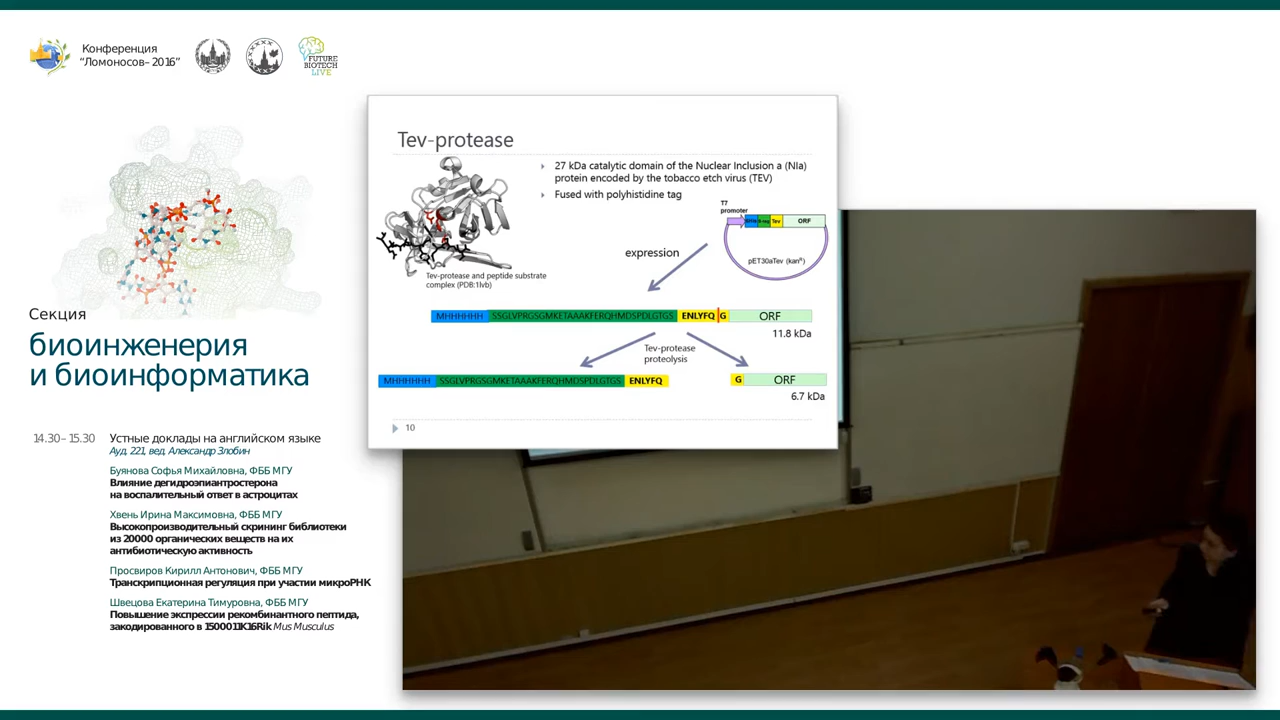 Конференция
“Ломоносов–2016”
FUTURE
BIOTECH
LIVE
Секция
биоинженерия
и биоинформатика
14.30–15.30 Устные доклады на английском языке
Ауд. 221, вед. Александр Злобин
Буянова Софья Михайловна, ФББ МГУ
Влияние дегидроэпиантростерона
на воспалительный ответ в астроцитах
Хвень Ирина Максимовна, ФББ МГУ
Высокопроизводительный скрининг библиотеки
из 20000 органических веществ на их
антибиотическую активность
Просвиров Кирилл Антонович, ФББ МГУ
Транскрипционная регуляция при участии микроРНК
Швецова Екатерина Тимуровна, ФББ МГУ
Повышение экспрессии рекомбинантного пептида,
закодированного в 1500011K16Rik Mus Musculus
Tev-protease
27 kDa catalytic domain of the Nuclear Inclusion a (NIa)
protein encoded by the tobacco etch virus (TEV)
Fused with polyhistidine tag
T7
promoter
Tev ORF
pET30aTev (kanᴿ)
expression
Tev-protease and peptide substrate
complex (PDB:1lvb)
MHHHHHH SSGLVPRGSGMKETAAAKFERQHMDSPDLGTGS ENLYFQ G ORF
11.8 kDa
Tev-protease
proteolysis
MHHHHHH SSGLVPRGSGMKETAAAKFERQHMDSPDLGTGS ENLYFQ
G ORF
6.7 kDa
10